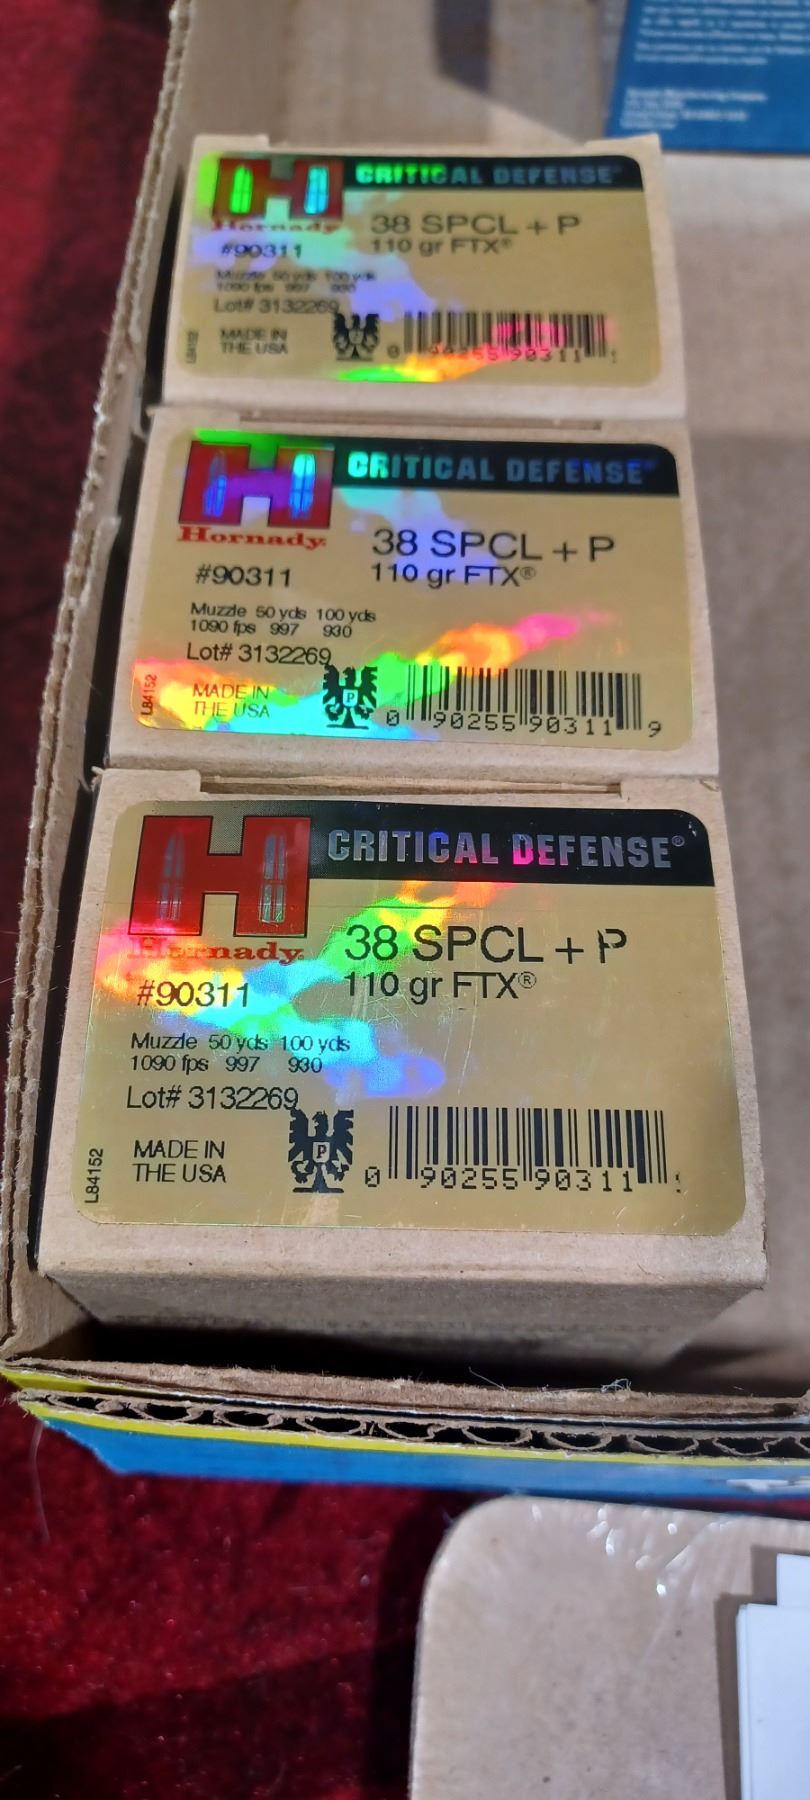 CRITICAL DEFENSE®
Hornady
38 SPCL + P
#90311
110 gr FTX®
Muzzle 50 yds 100 yds
1090 fps 997 930
Lot# 3132269
MADE IN
THE USA
0 90255 90311
CRITICAL DEFENSE®
Hornady.
38 SPCL + P
#90311
110 gr FTX®
Muzzle 50 yds 100 yds
1090 fps 997 930
Lot# 3132269
L84152
MADE IN
THE USA
P
0 90255 90311 9
CRITICAL DEFENSE®
Hornady.
38 SPCL + P
#90311
110 gr FTX®
Muzzle 50 yds 100 yds
1090 fps 997 930
Lot# 3132269
L84152
MADE IN
THE USA
P
0 90255 90311